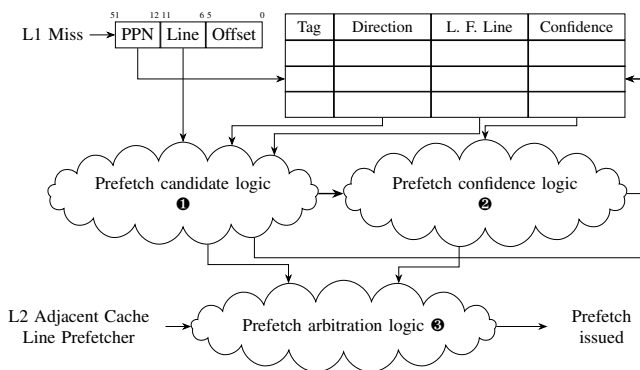 51 12 11 6 5 0
L1 Miss PPN Line Offset
Tag Direction L. F. Line Confidence
Prefetch candidate logic
❶
Prefetch confidence logic
❷
L2 Adjacent Cache
Line Prefetcher
Prefetch arbitration logic ❸
Prefetch
issued